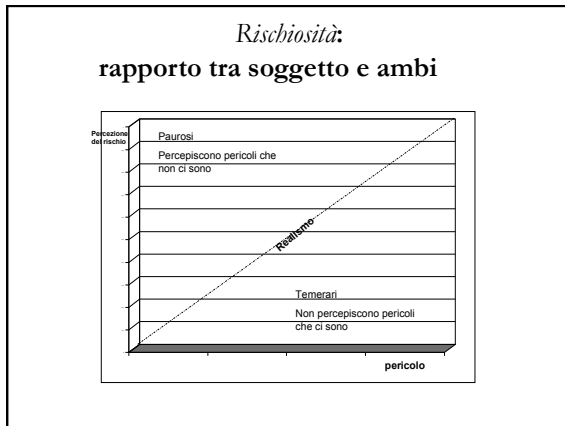 Rischiosità:
rapporto tra soggetto e ambi
Percezione
del rischio
Paurosi
Percepiscono pericoli che
non ci sono
Realismo
Temerari
Non percepiscono pericoli
che ci sono
pericolo